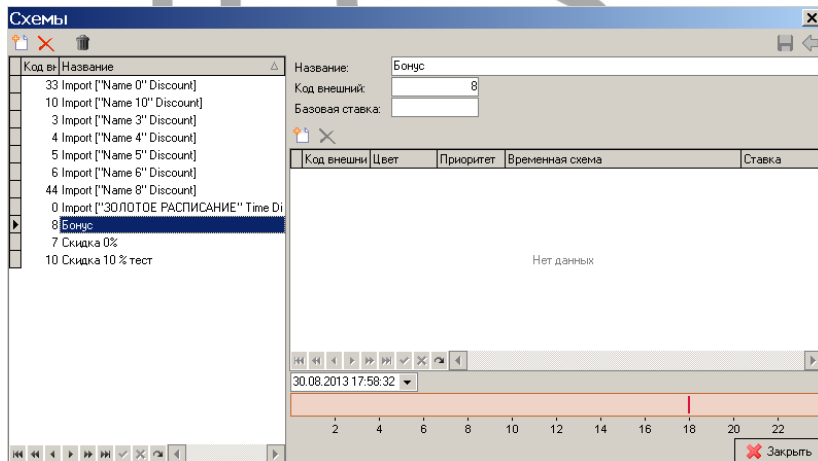 Схемы
Код вн Название
33 Import ["Name 0" Discount]
10 Import ["Name 10" Discount]
3 Import ["Name 3" Discount]
4 Import ["Name 4" Discount]
5 Import ["Name 5" Discount]
6 Import ["Name 6" Discount]
44 Import ["Name 8" Discount]
0 Import ["ЗОЛОТОЕ РАСПИСАНИЕ" Time Di
8 Бонус
7 Скидка 0%
10 Скидка 10 % тест
Название: Бонус
Код внешний: 8
Базовая ставка:
Код внешни Цвет Приоритет Временная схема Ставка
Нет данных
30.08.2013 17:58:32
2 4 6 8 10 12 14 16 18 20 22
Закрыть